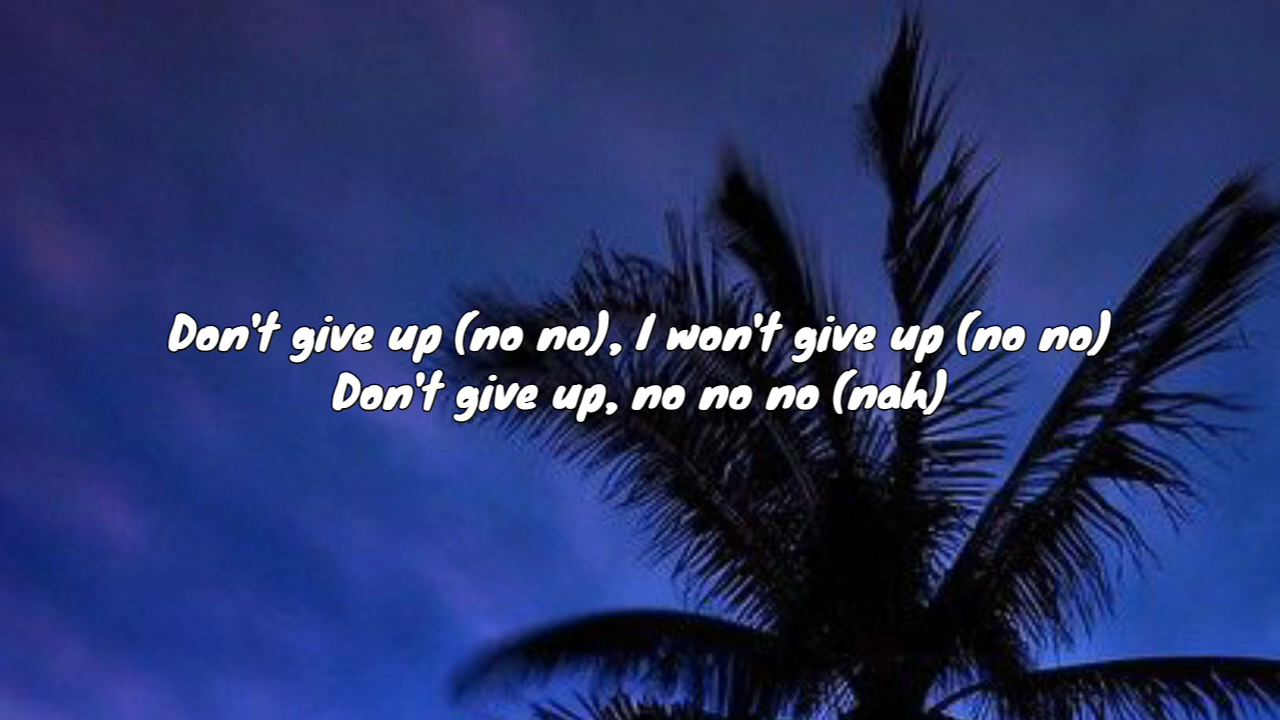 Don't give up (no no), I won't give up (no no)
Don't give up, no no no (nah)